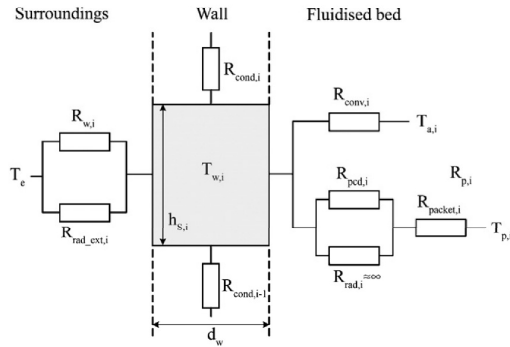 Surroundings
Wall
Fluidised bed
R_cond,i
R_w,i
R_conv,i
T_a,i
T_e
T_w,i
R_pcd,i
R_p,i
R_packet,i
T_p,
h_s,i
R_rad_ext,i
R_rad,i ≈∞
R_cond,i-1
d_w